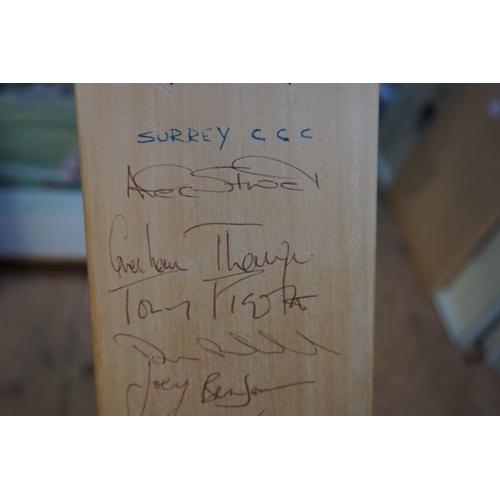 SURREY C C C
Alec Stewart
Graham Thorpe
Tony Pigott
Joey Benjamin